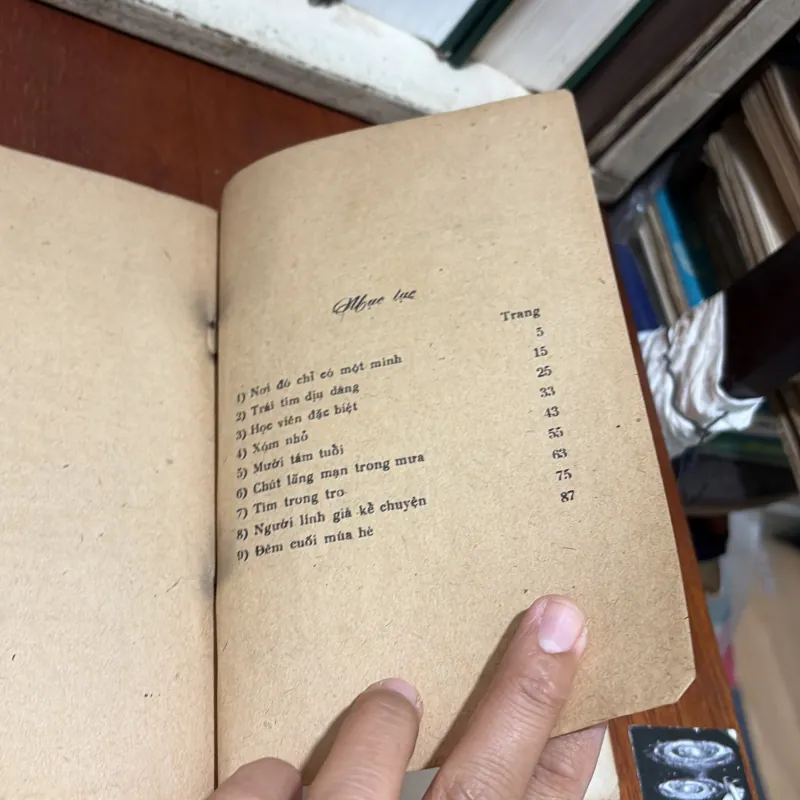 Mục lục
Trang
1) Nơi đó chỉ có một mình 5
2) Trái tim dịu dàng 15
3) Học viên đặc biệt 25
4) Xóm nhỏ 33
5) Mười tám tuổi 43
6) Chút lãng mạn trong mưa 55
7) Tìm trong tro 63
8) Người lính già kề chuyện 75
9) Đêm cuối mùa hè 87